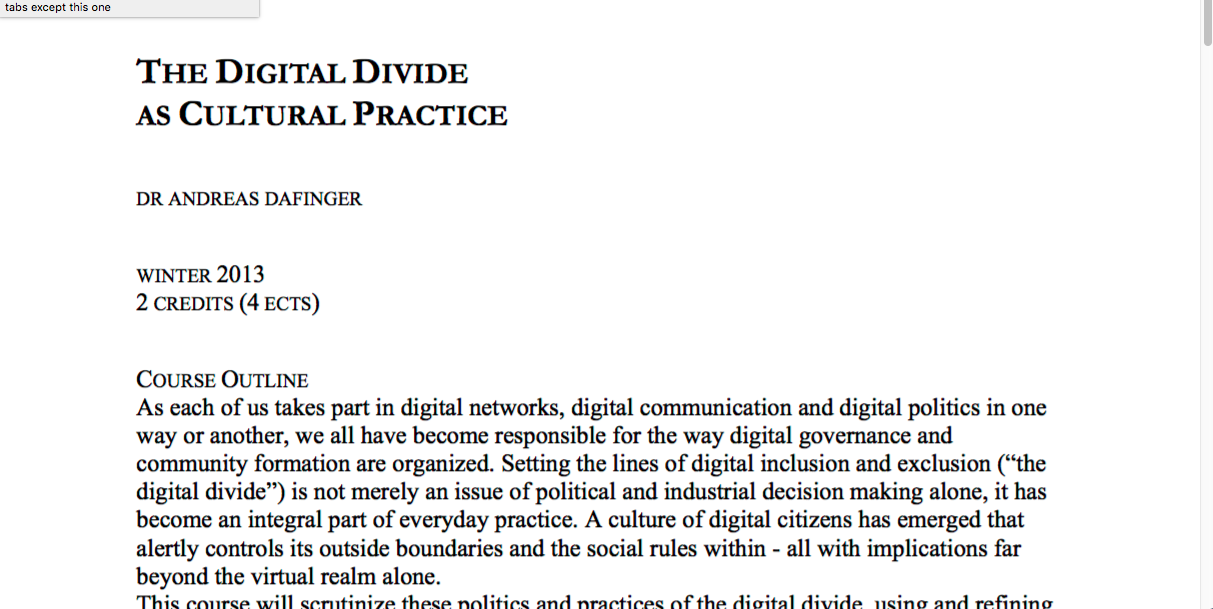 tabs except this one
THE DIGITAL DIVIDE
AS CULTURAL PRACTICE
DR ANDREAS DAFINGER
WINTER 2013
2 CREDITS (4 ECTS)
COURSE OUTLINE
As each of us takes part in digital networks, digital communication and digital politics in one
way or another, we all have become responsible for the way digital governance and
community formation are organized. Setting the lines of digital inclusion and exclusion (“the
digital divide”) is not merely an issue of political and industrial decision making alone, it has
become an integral part of everyday practice. A culture of digital citizens has emerged that
alertly controls its outside boundaries and the social rules within - all with implications far
beyond the virtual realm alone.
This course will scrutinize these politics and practices of the digital divide, using and refining